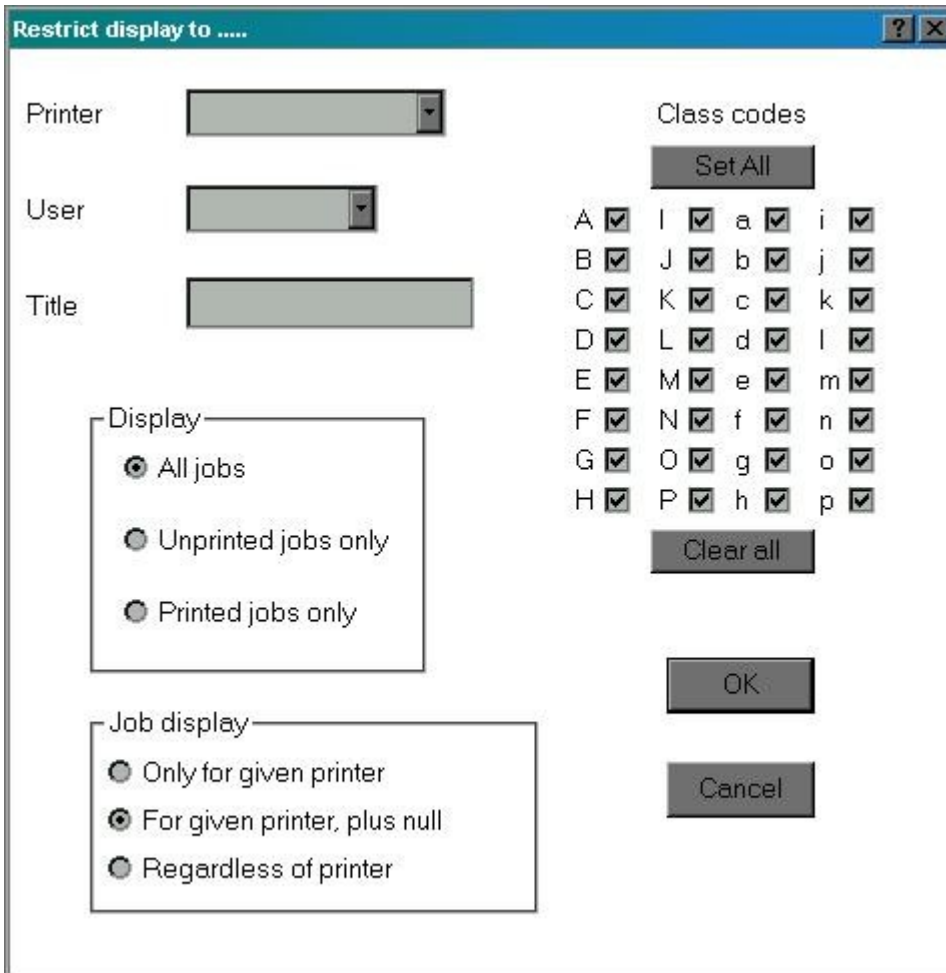 Restrict display to .....
Printer
User
Title
Display
All jobs
Unprinted jobs only
Printed jobs only
Job display
Only for given printer
For given printer, plus null
Regardless of printer
Class codes
Set All
A I a i
B J b j
C K c k
D L d l
E M e m
F N f n
G O g o
H P h p
Clear all
OK
Cancel